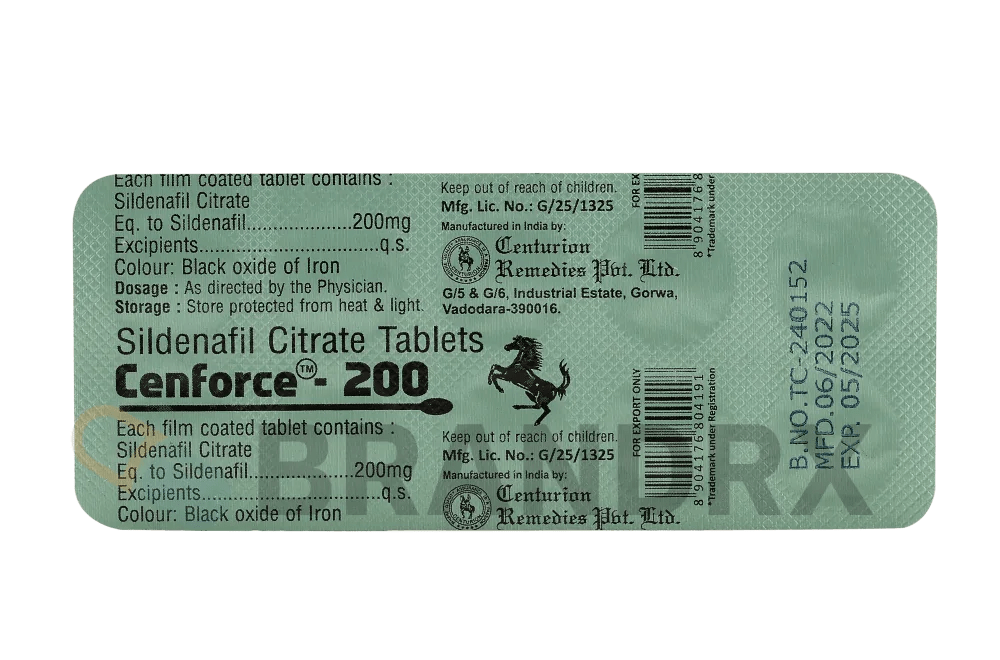 Each film coated tablet contains :
Sildenafil Citrate
Eq. to Sildenafil....................200mg
Excipients..................................q.s.
Colour: Black oxide of Iron
Dosage : As directed by the Physician.
Storage : Store protected from heat & light.
Keep out of reach of children.
Mfg. Lic. No.: G/25/1325
Manufactured in India by:
Centurion
Remedies Pvt. Ltd.
G/5 & G/6, Industrial Estate, Gorwa,
Vadodara-390016.
FOR EX
8 904176 8
*Trademark under
Sildenafil Citrate Tablets
Cenforce™- 200
Each film coated tablet contains :
Sildenafil Citrate
Eq. to Sildenafil....................200mg
Excipients..................................q.s.
Colour: Black oxide of Iron
Keep out of reach of children.
Mfg. Lic. No.: G/25/1325
Manufactured in India by:
Centurion
Remedies Pvt. Ltd.
FOR EXPORT ONLY
8 904176 804191
*Trademark under Registration
B.NO.TC-240152
MFD.06/2022
EXP. 05/2025
BRANDRX